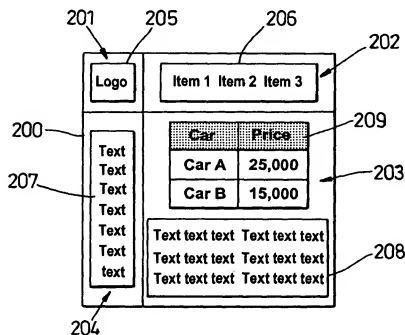 201
205
206
202
Logo
Item 1 Item 2 Item 3
200
209
Car Price
Car A 25,000
Car B 15,000
203
207
Text
Text
Text
Text
Text
Text
text
Text text text Text text text
Text text text Text text text
Text text text Text text text
208
204